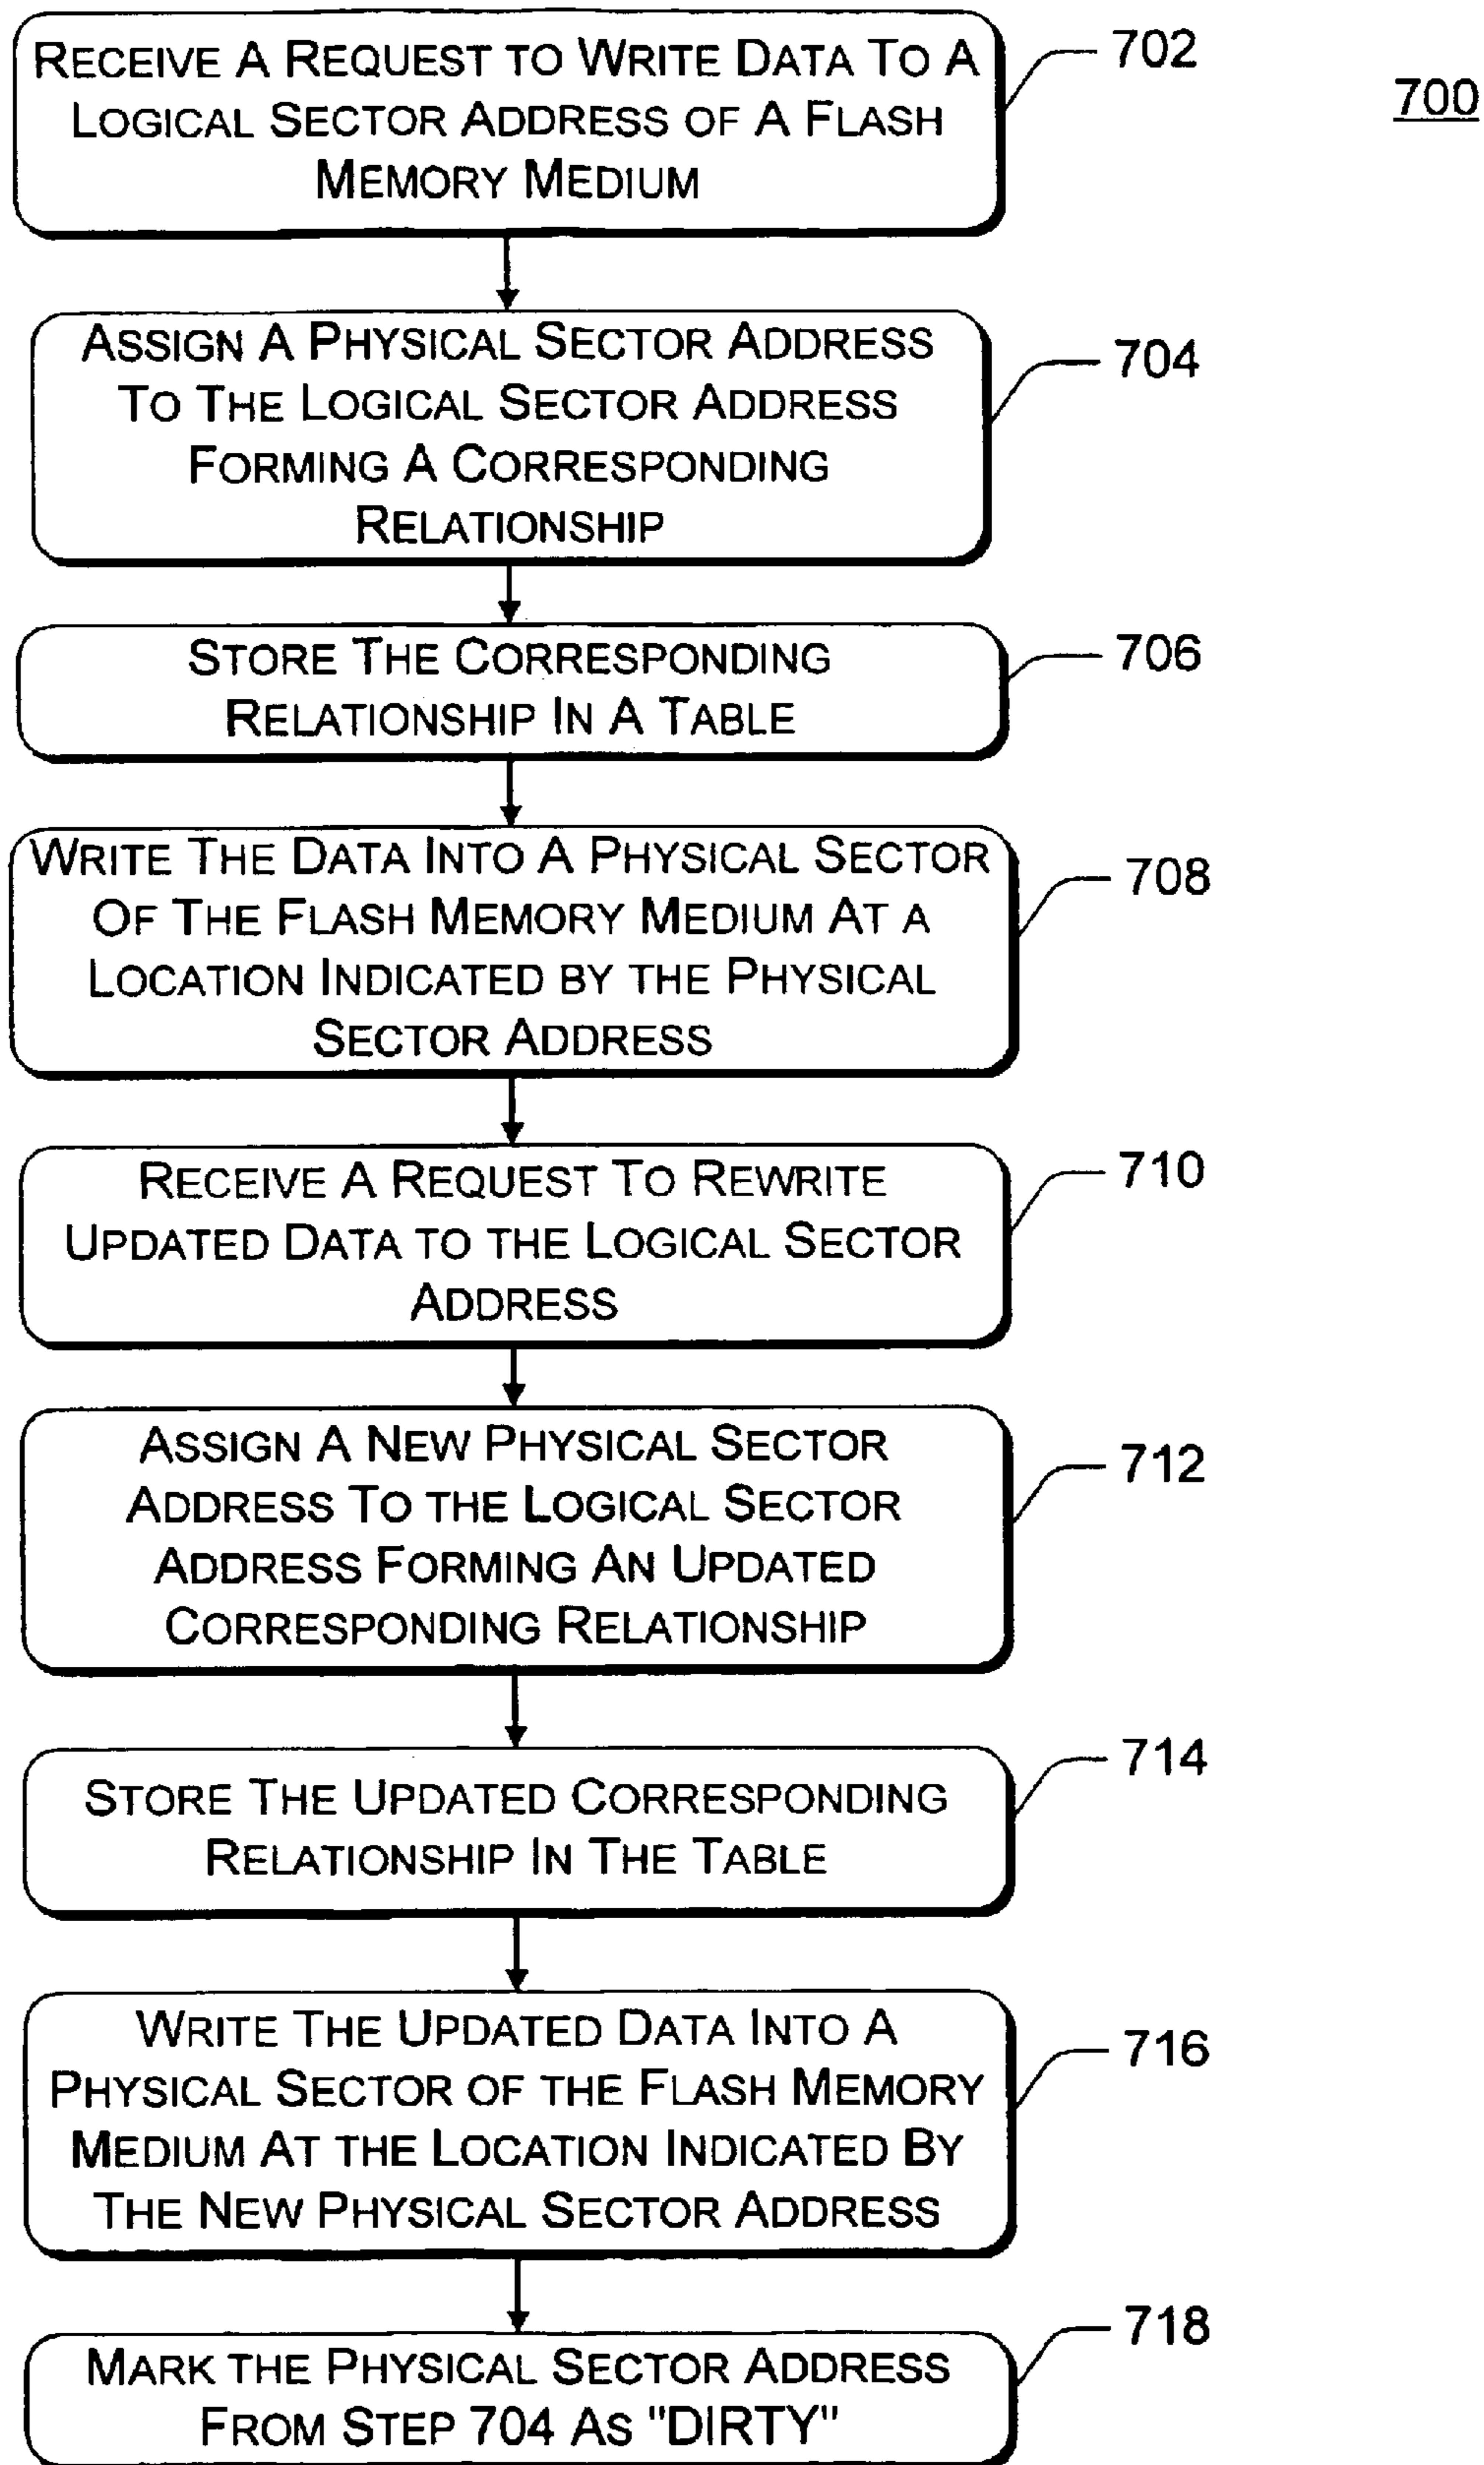 RECEIVE A REQUEST TO WRITE DATA TO A
LOGICAL SECTOR ADDRESS OF A FLASH
MEMORY MEDIUM
702
700
ASSIGN A PHYSICAL SECTOR ADDRESS
TO THE LOGICAL SECTOR ADDRESS
FORMING A CORRESPONDING
RELATIONSHIP
704
STORE THE CORRESPONDING
RELATIONSHIP IN A TABLE
706
WRITE THE DATA INTO A PHYSICAL SECTOR
OF THE FLASH MEMORY MEDIUM AT A
LOCATION INDICATED BY THE PHYSICAL
SECTOR ADDRESS
708
RECEIVE A REQUEST TO REWRITE
UPDATED DATA TO THE LOGICAL SECTOR
ADDRESS
710
ASSIGN A NEW PHYSICAL SECTOR
ADDRESS TO THE LOGICAL SECTOR
ADDRESS FORMING AN UPDATED
CORRESPONDING RELATIONSHIP
712
STORE THE UPDATED CORRESPONDING
RELATIONSHIP IN THE TABLE
714
WRITE THE UPDATED DATA INTO A
PHYSICAL SECTOR OF THE FLASH MEMORY
MEDIUM AT THE LOCATION INDICATED BY
THE NEW PHYSICAL SECTOR ADDRESS
716
MARK THE PHYSICAL SECTOR ADDRESS
FROM STEP 704 AS "DIRTY"
718